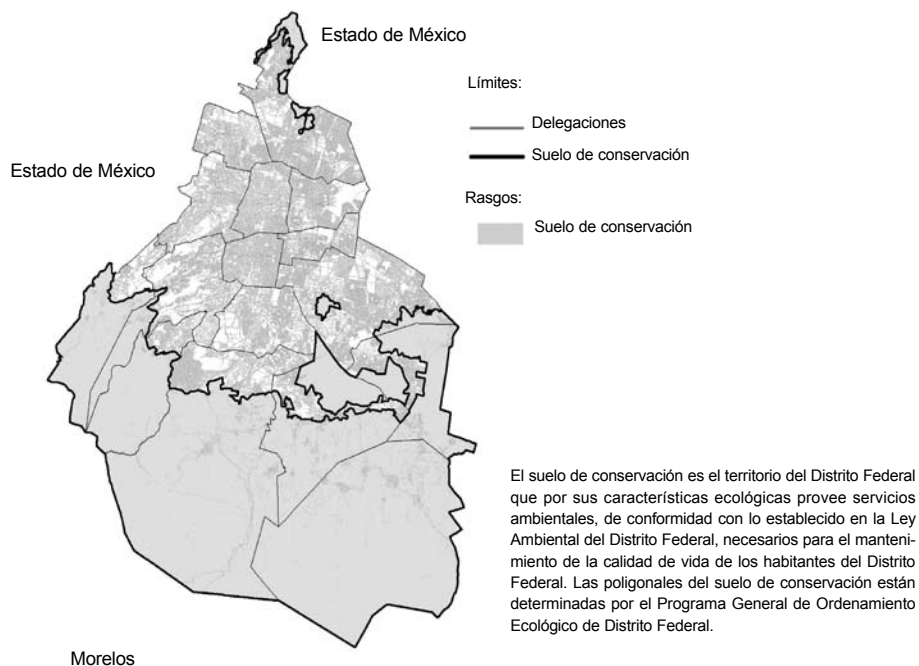 Estado de México
Límites:
Delegaciones
Suelo de conservación
Estado de México
Rasgos:
Suelo de conservación
El suelo de conservación es el territorio del Distrito Federal
que por sus características ecológicas provee servicios
ambientales, de conformidad con lo establecido en la Ley
Ambiental del Distrito Federal, necesarios para el manteni-
miento de la calidad de vida de los habitantes del Distrito
Federal. Las poligonales del suelo de conservación están
determinadas por el Programa General de Ordenamiento
Ecológico de Distrito Federal.
Morelos